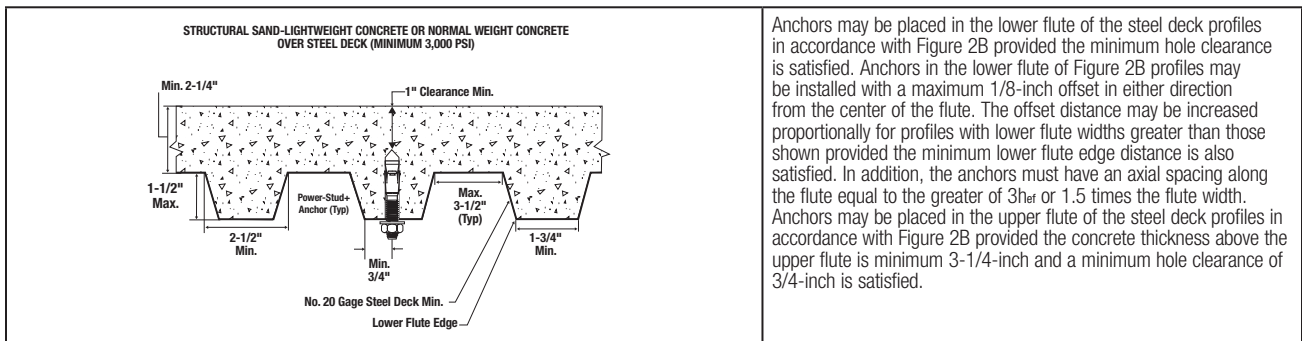 STRUCTURAL SAND-LIGHTWEIGHT CONCRETE OR NORMAL WEIGHT CONCRETE
OVER STEEL DECK (MINIMUM 3,000 PSI)
Min. 2-1/4"
1" Clearance Min.
1-1/2"
Max.
Power-Stud+
Anchor (Typ)
Max.
3-1/2"
(Typ)
2-1/2"
Min.
1-3/4"
Min.
Min.
3/4"
No. 20 Gage Steel Deck Min.
Lower Flute Edge
Anchors may be placed in the lower flute of the steel deck profiles
in accordance with Figure 2B provided the minimum hole clearance
is satisfied. Anchors in the lower flute of Figure 2B profiles may
be installed with a maximum 1/8-inch offset in either direction
from the center of the flute. The offset distance may be increased
proportionally for profiles with lower flute widths greater than those
shown provided the minimum lower flute edge distance is also
satisfied. In addition, the anchors must have an axial spacing along
the flute equal to the greater of 3hef or 1.5 times the flute width.
Anchors may be placed in the upper flute of the steel deck profiles in
accordance with Figure 2B provided the concrete thickness above the
upper flute is minimum 3-1/4-inch and a minimum hole clearance of
3/4-inch is satisfied.